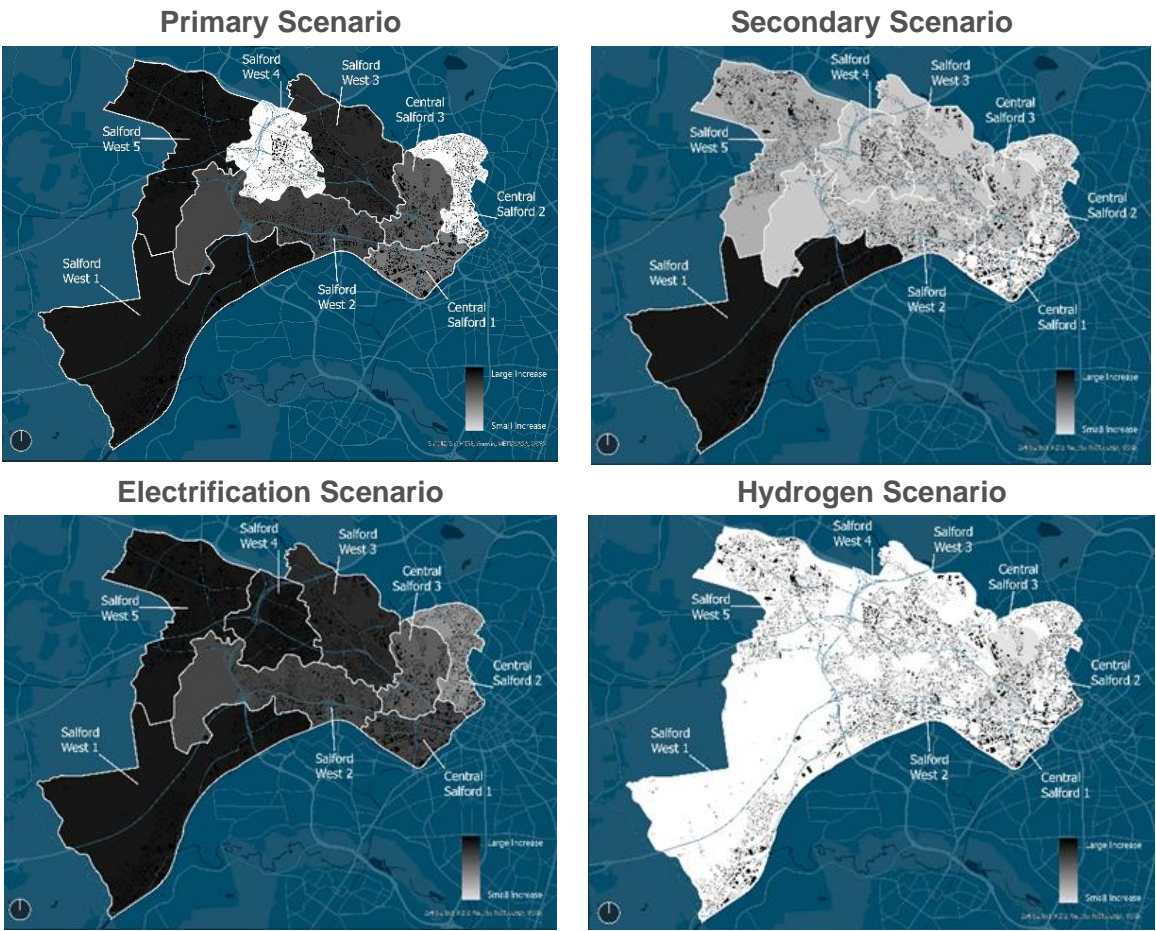 Primary Scenario
Secondary Scenario
Salford
West 4
Salford
West 3
Central
Salford 3
Salford
West 5
Central
Salford 2
Salford
West 1
Salford
West 2
Central
Salford 1
Large Increase
Small Increase
Salford
West 4
Salford
West 3
Central
Salford 3
Salford
West 5
Central
Salford 2
Salford
West 1
Salford
West 2
Central
Salford 1
Large Increase
Small Increase
Electrification Scenario
Hydrogen Scenario
Salford
West 4
Salford
West 3
Central
Salford 3
Salford
West 5
Central
Salford 2
Salford
West 1
Salford
West 2
Central
Salford 1
Large Increase
Small Increase
Salford
West 4
Salford
West 3
Central
Salford 3
Salford
West 5
Central
Salford 2
Salford
West 1
Salford
West 2
Central
Salford 1
Large Increase
Small Increase